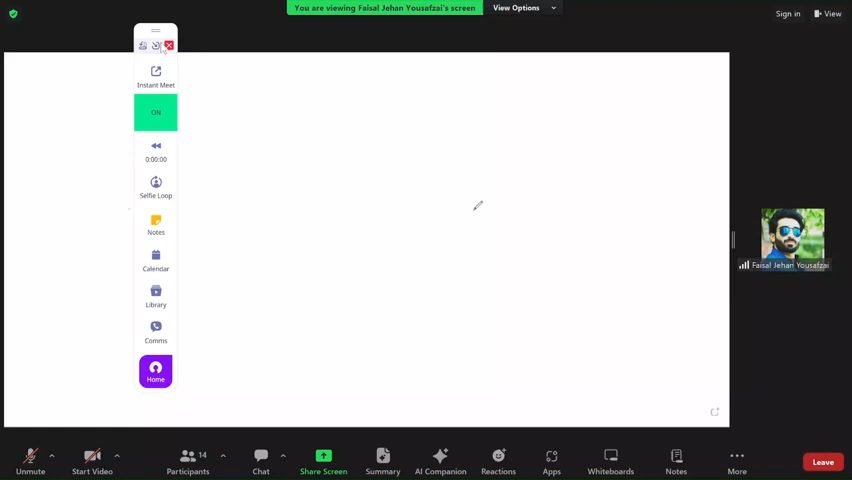 You are viewing Faisal Jehan Yousafzai's screen
View Options
Sign in
View
Instant Meet
ON
0:00:00
Selfie Loop
Notes
Calendar
Library
Comms
Home
Faisal Jehan Yousafzai
Unmute
Start Video
14
Participants
Chat
Share Screen
Summary
AI Companion
Reactions
Apps
Whiteboards
Notes
More
Leave